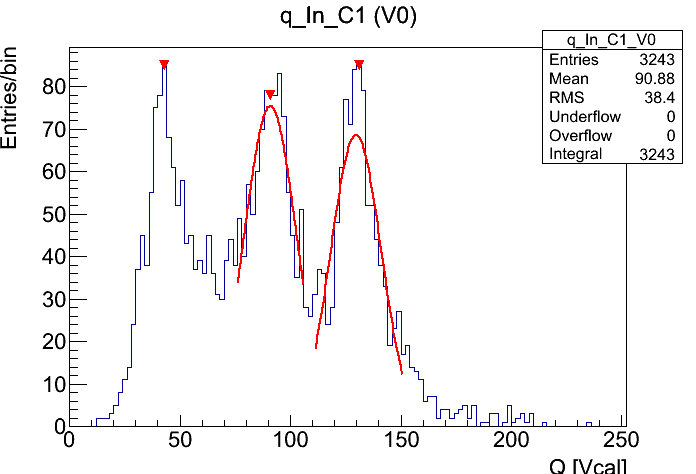 q_In_C1 (V0)
q_In_C1_V0
Entries 3243
Mean 90.88
RMS 38.4
Underflow 0
Overflow 0
Integral 3243
Entries/bin
80
70
60
50
40
30
20
10
0
0 50 100 150 200 250
Q [Vcal]